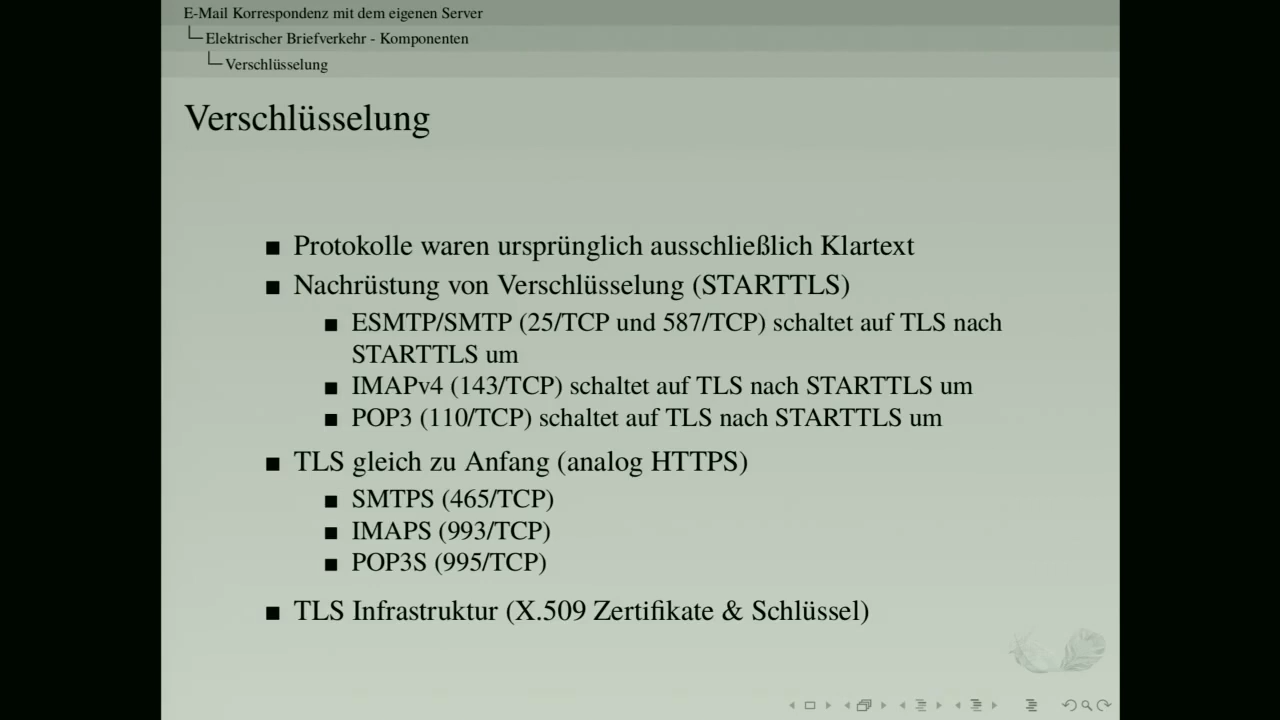 E-Mail Korrespondenz mit dem eigenen Server
Elektrischer Briefverkehr - Komponenten
Verschlüsselung
Verschlüsselung
Protokolle waren ursprünglich ausschließlich Klartext
Nachrüstung von Verschlüsselung (STARTTLS)
ESMTP/SMTP (25/TCP und 587/TCP) schaltet auf TLS nach
STARTTLS um
IMAPv4 (143/TCP) schaltet auf TLS nach STARTTLS um
POP3 (110/TCP) schaltet auf TLS nach STARTTLS um
TLS gleich zu Anfang (analog HTTPS)
SMTPS (465/TCP)
IMAPS (993/TCP)
POP3S (995/TCP)
TLS Infrastruktur (X.509 Zertifikate & Schlüssel)